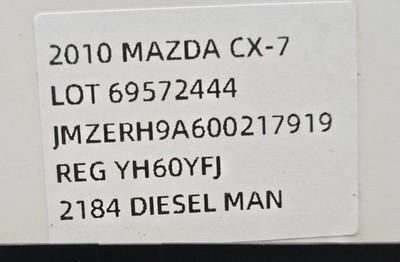 2010 MAZDA CX-7
LOT 69572444
JMZERH9A600217919
REG YH60YFJ
2184 DIESEL MAN